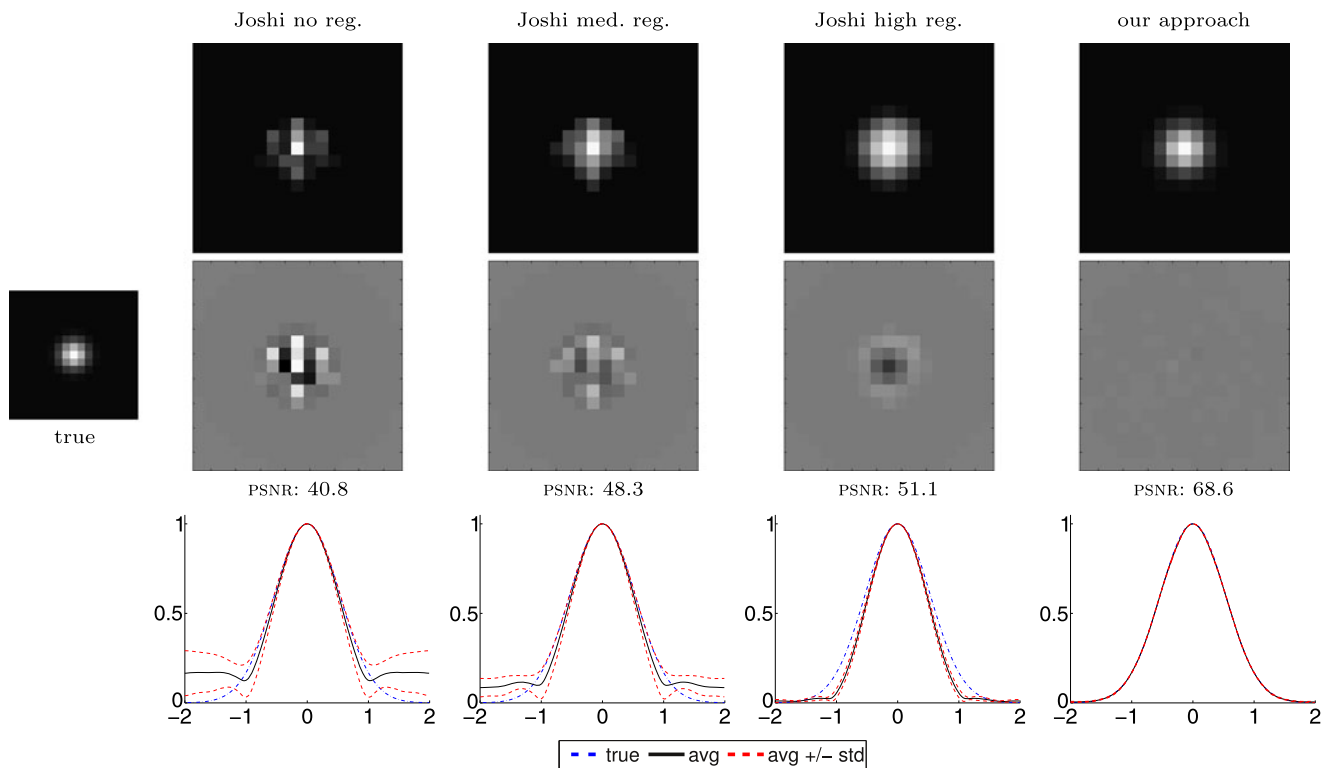 Joshi no reg.
Joshi med. reg.
Joshi high reg.
our approach
true
PSNR: 40.8
PSNR: 48.3
PSNR: 51.1
PSNR: 68.6
1
0.5
0
−2 −1 0 1 2
1
0.5
0
−2 −1 0 1 2
1
0.5
0
−2 −1 0 1 2
1
0.5
0
−2 −1 0 1 2
true avg avg +/− std